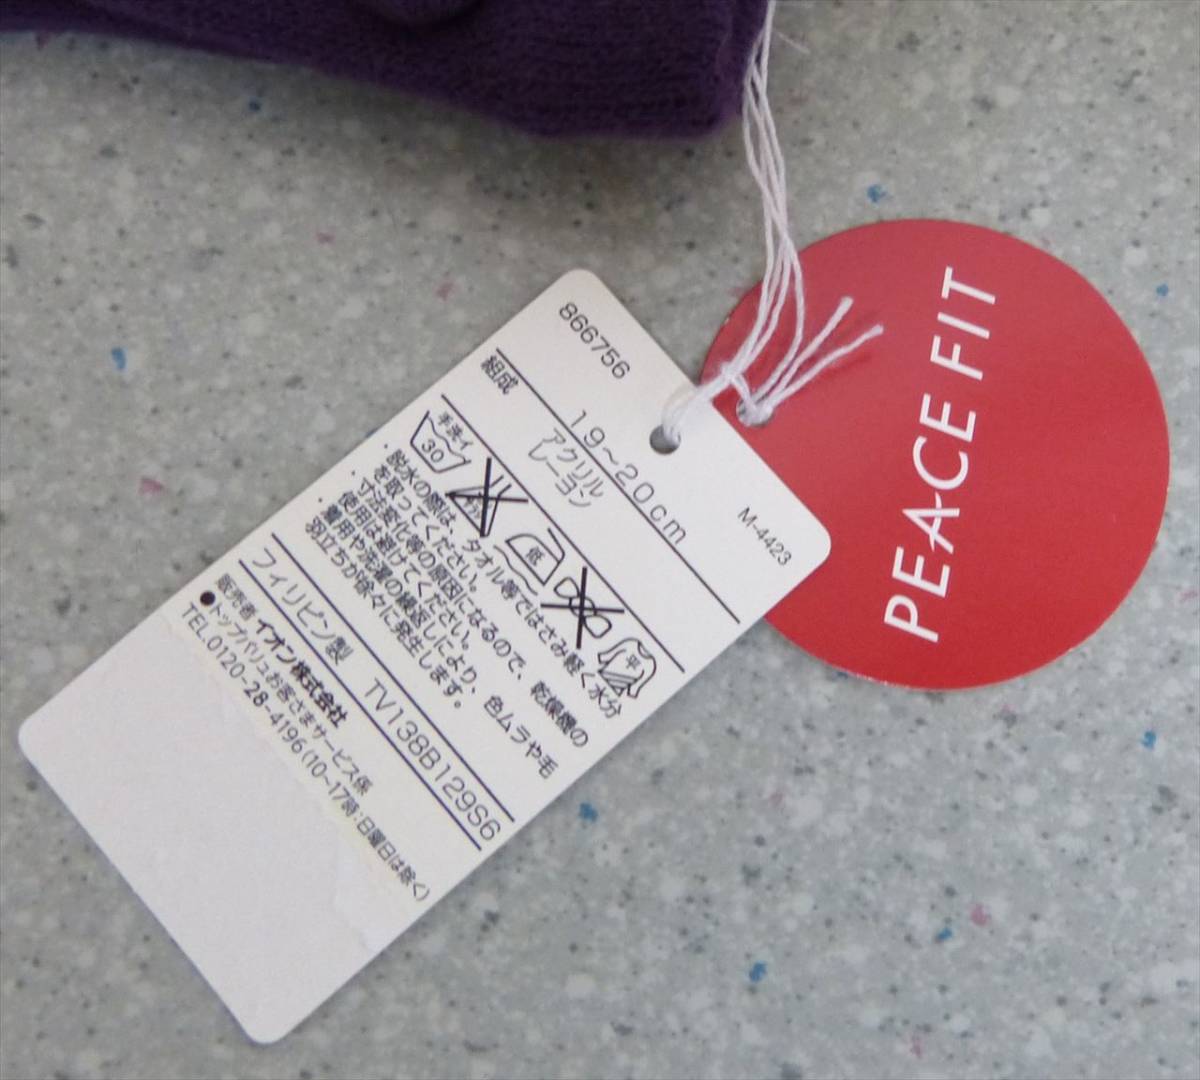 866756
M-4423
19~20cm
組成
アクリル
レーヨン
手洗イ
30
低
平
・脱水の際は、タオル等ではさみ軽く水分
を取ってください。
・寸法変化等の原因になるので、乾燥機の
使用は避けてください。
・着用や洗濯の繰返しにより、色ムラや毛
羽立ちが徐々に発生します。
フィリピン製 TV138B129S6
販売者 イオン株式会社
●トップバリュお客さまサービス係
TEL.0120-28-4196(10~17時:日曜日は除く)
PEACE FIT